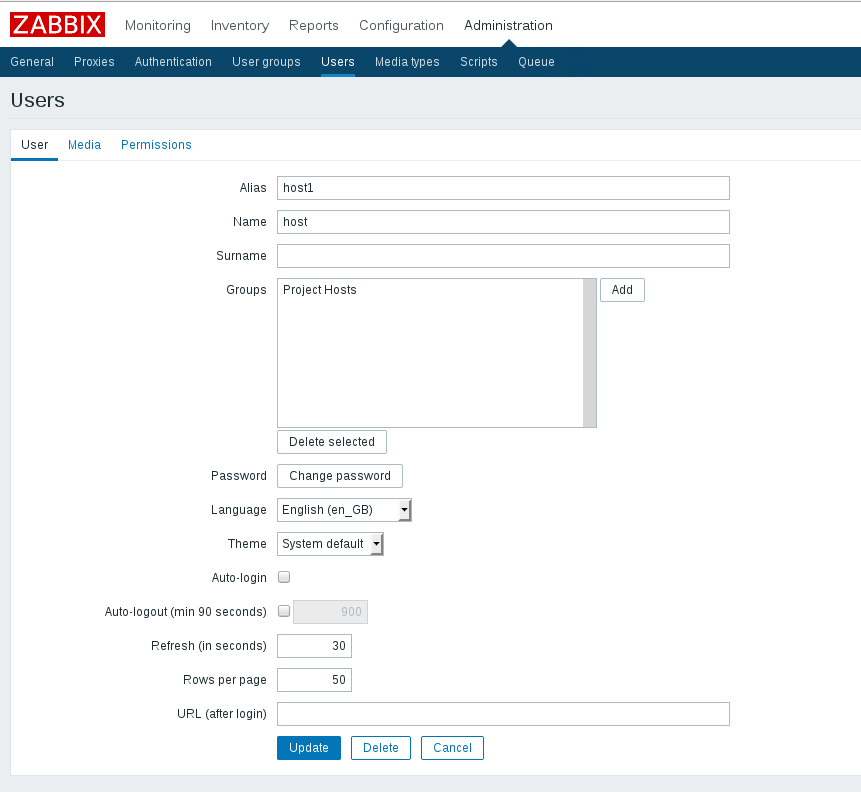 ZABBIX Monitoring Inventory Reports Configuration Administration
General Proxies Authentication User groups Users Media types Scripts Queue
Users
User Media Permissions
Alias host1
Name host
Surname
Groups Project Hosts Add
Delete selected
Password Change password
Language English (en_GB)
Theme System default
Auto-login
Auto-logout (min 90 seconds) 900
Refresh (in seconds) 30
Rows per page 50
URL (after login)
Update Delete Cancel